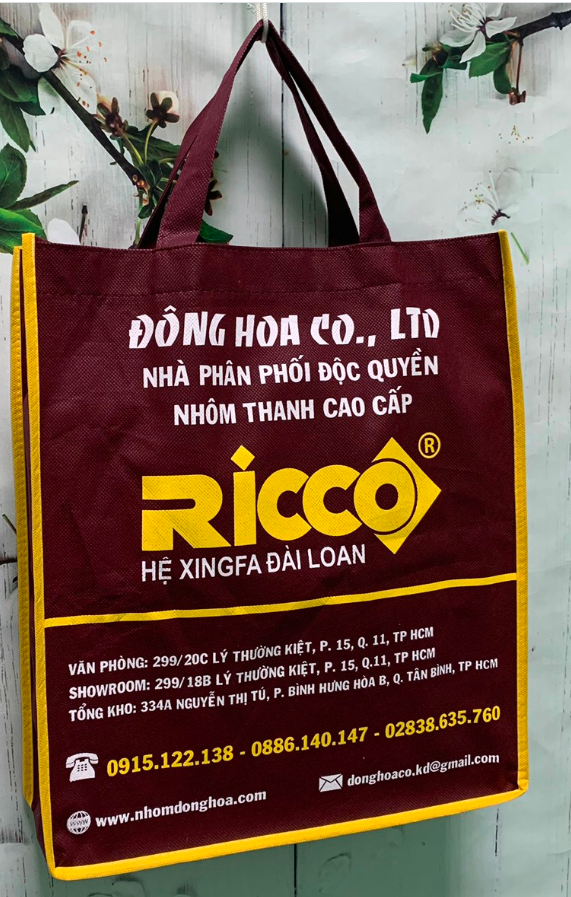 ĐÔNG HOA CO., LTD
NHÀ PHÂN PHỐI ĐỘC QUYỀN
NHÔM THANH CAO CẤP
RICCO ®
HỆ XINGFA ĐÀI LOAN
VĂN PHÒNG: 299/20C LÝ THƯỜNG KIỆT, P. 15, Q. 11, TP HCM
SHOWROOM: 299/18B LÝ THƯỜNG KIỆT, P. 15, Q.11, TP HCM
TỔNG KHO: 334A NGUYỄN THỊ TÚ, P. BÌNH HƯNG HÒA B, Q. TÂN BÌNH, TP HCM
0915.122.138 - 0886.140.147 - 02838.635.760
www.nhomdonghoa.com donghoaco.kd@gmail.com
WWW